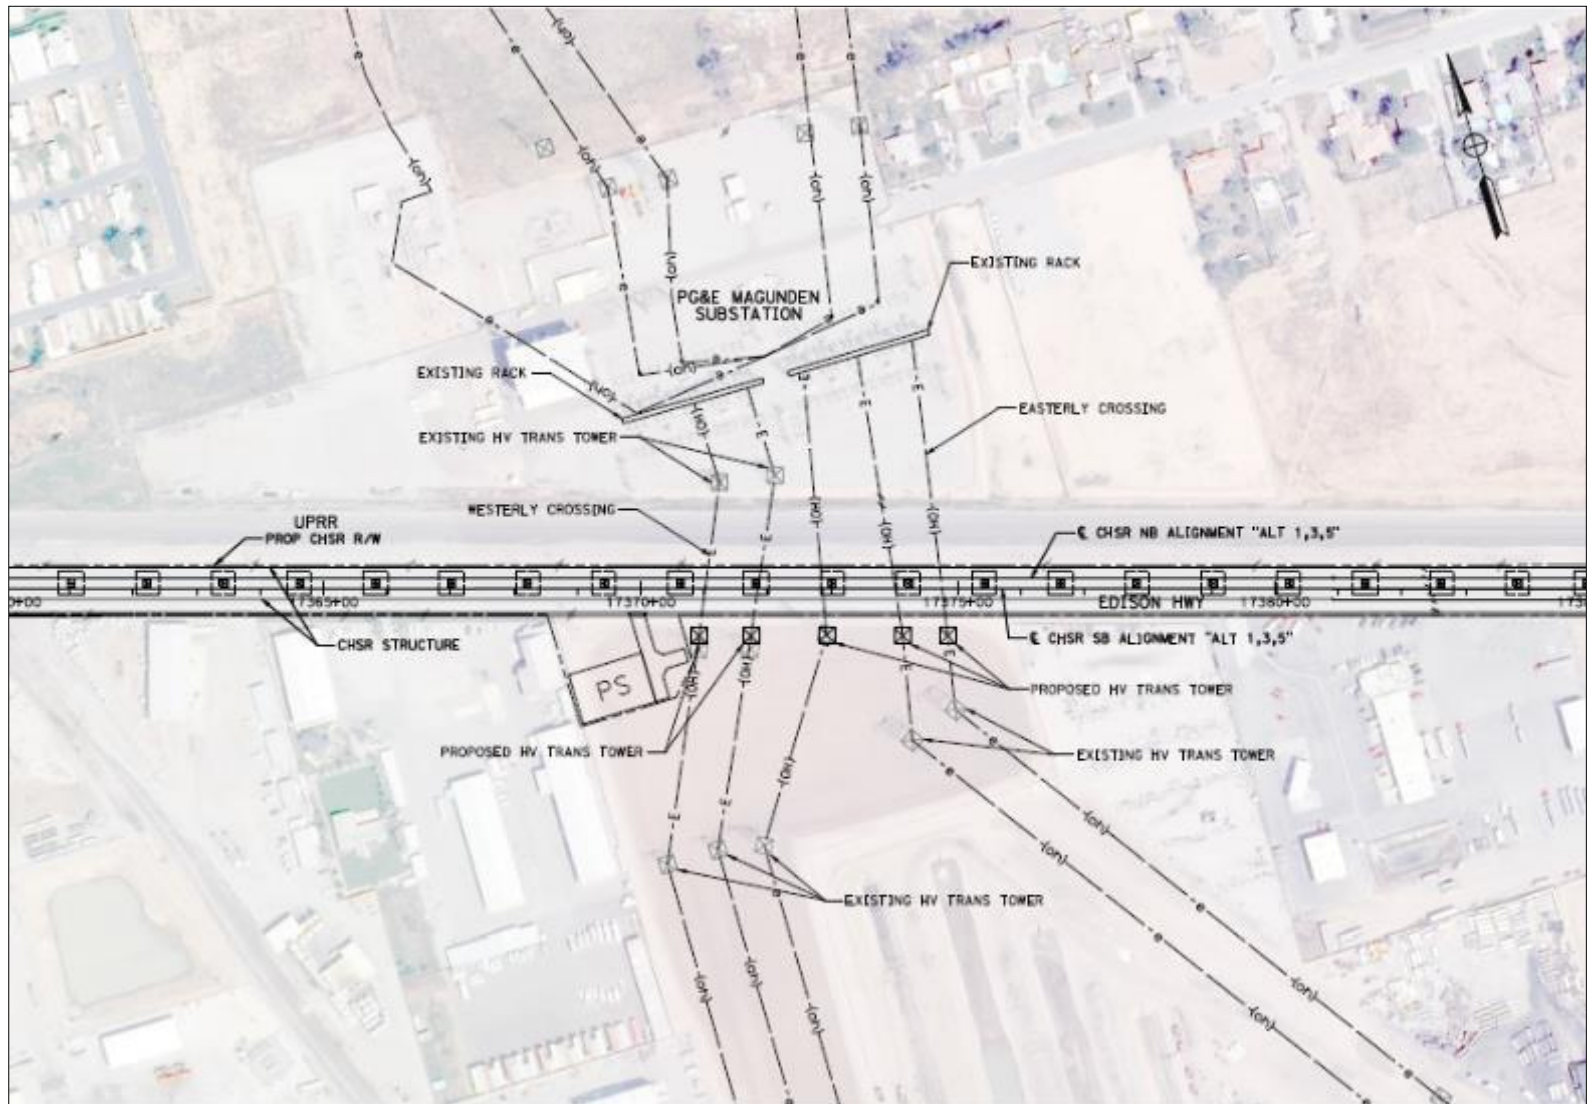 EXISTING RACK
PG&E MAGUNDEN
SUBSTATION
EXISTING RACK
EASTERLY CROSSING
EXISTING HV TRANS TOWER
WESTERLY CROSSING
UPRR
PROP CHSR R/W
℄ CHSR NB ALIGNMENT "ALT 1,3,5"
0+00
17365+00
17370+00
17375+00
EDISON HWY
17380+00
CHSR STRUCTURE
℄ CHSR SB ALIGNMENT "ALT 1,3,5"
PS
PROPOSED HV TRANS TOWER
PROPOSED HV TRANS TOWER
EXISTING HV TRANS TOWER
EXISTING HV TRANS TOWER